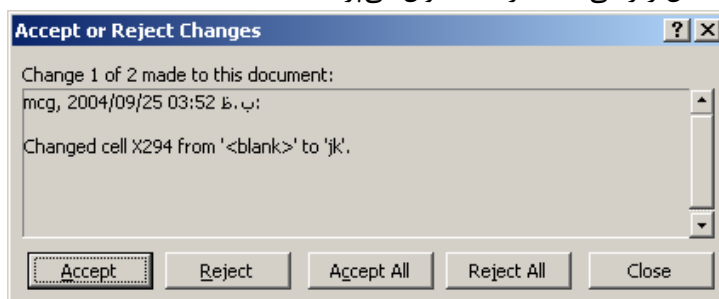 Accept or Reject Changes
Change 1 of 2 made to this document:
mcg, 2004/09/25 03:52 ب.ظ:
Changed cell X294 from '<blank>' to 'jk'.
Accept Reject Accept All Reject All Close